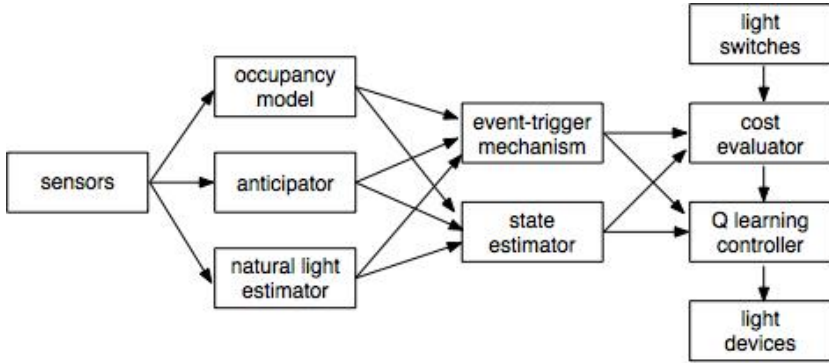 sensors
occupancy
model
anticipator
natural light
estimator
event-trigger
mechanism
state
estimator
light
switches
cost
evaluator
Q learning
controller
light
devices